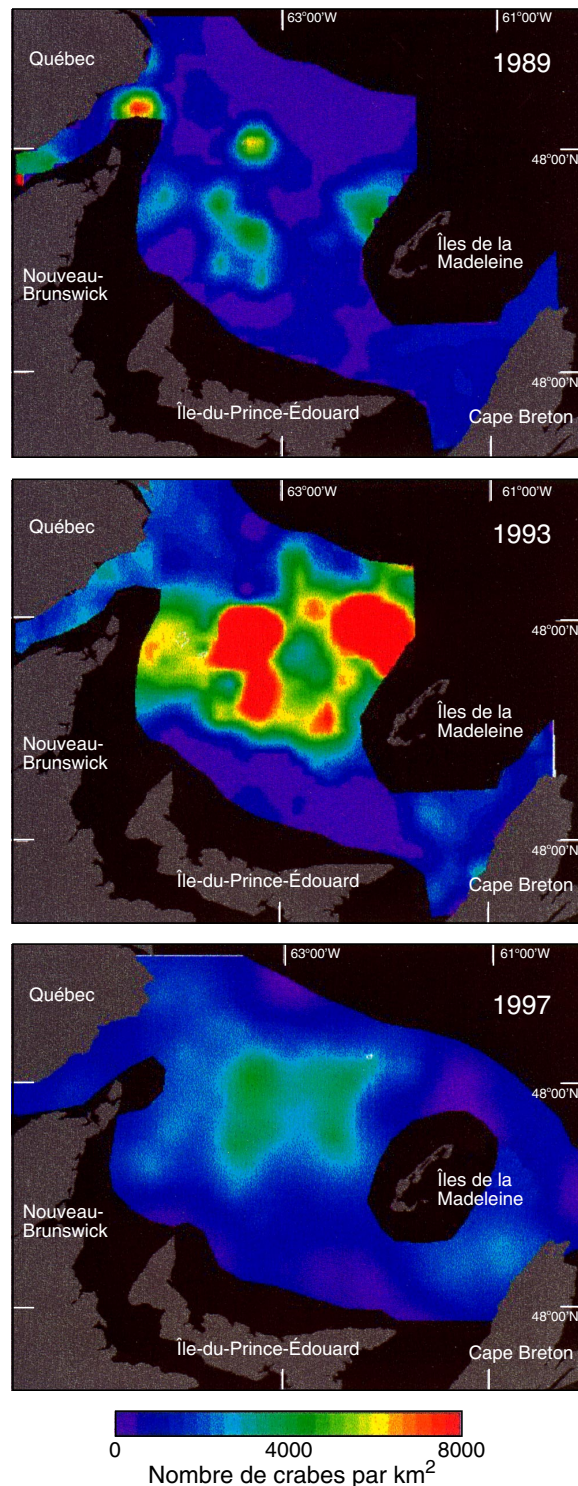 63°00'W
61°00'W
Québec
1989
48°00'N
Îles de la
Madeleine
Nouveau-
Brunswick
48°00'N
Île-du-Prince-Édouard
Cape Breton
63°00'W
61°00'W
Québec
1993
48°00'N
Îles de la
Madeleine
Nouveau-
Brunswick
48°00'N
Île-du-Prince-Édouard
Cape Breton
63°00'W
61°00'W
Québec
1997
48°00'N
Îles de la
Madeleine
Nouveau-
Brunswick
48°00'N
Île-du-Prince-Édouard
Cape Breton
0 4000 8000
Nombre de crabes par km²